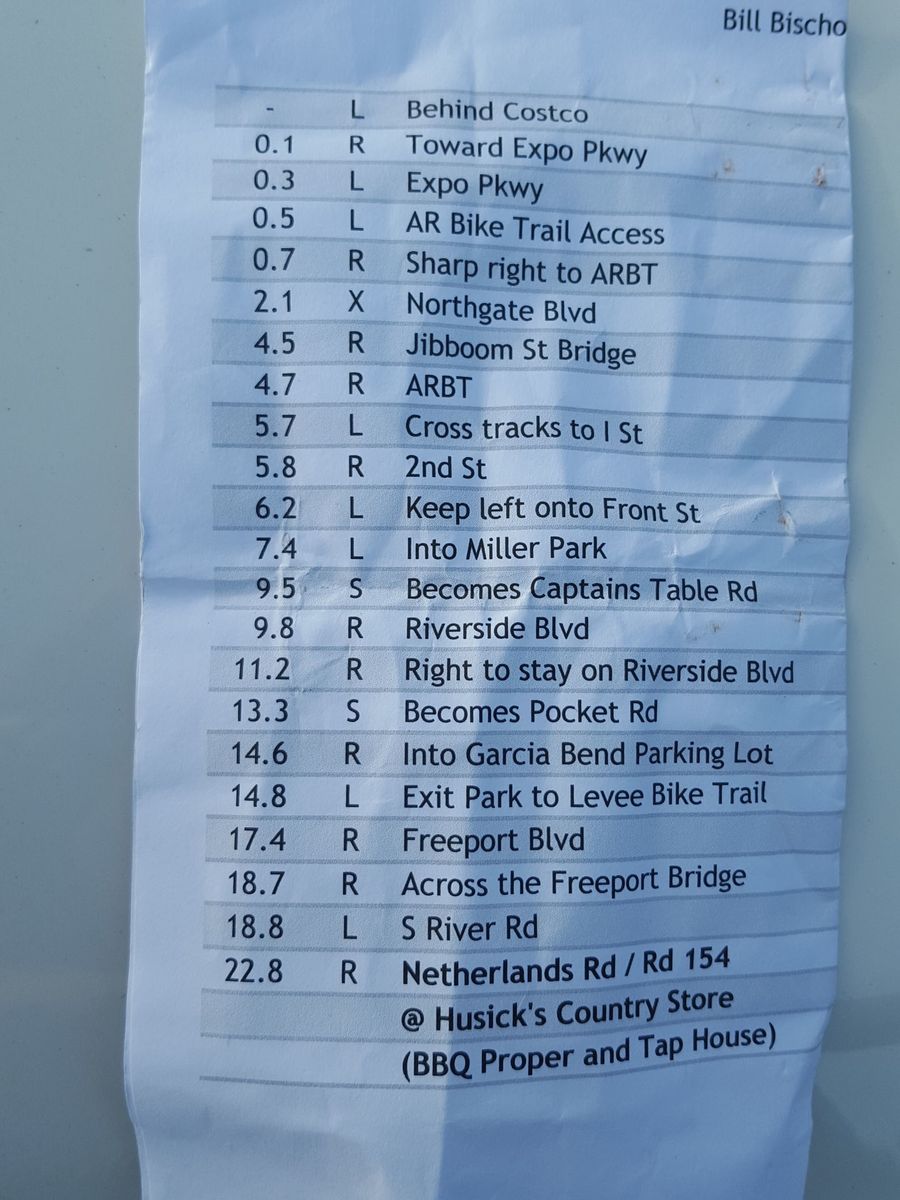 Bill Bischo
- L Behind Costco
0.1 R Toward Expo Pkwy
0.3 L Expo Pkwy
0.5 L AR Bike Trail Access
0.7 R Sharp right to ARBT
2.1 X Northgate Blvd
4.5 R Jibboom St Bridge
4.7 R ARBT
5.7 L Cross tracks to I St
5.8 R 2nd St
6.2 L Keep left onto Front St
7.4 L Into Miller Park
9.5 S Becomes Captains Table Rd
9.8 R Riverside Blvd
11.2 R Right to stay on Riverside Blvd
13.3 S Becomes Pocket Rd
14.6 R Into Garcia Bend Parking Lot
14.8 L Exit Park to Levee Bike Trail
17.4 R Freeport Blvd
18.7 R Across the Freeport Bridge
18.8 L S River Rd
22.8 R Netherlands Rd / Rd 154
@ Husick's Country Store
(BBQ Proper and Tap House)